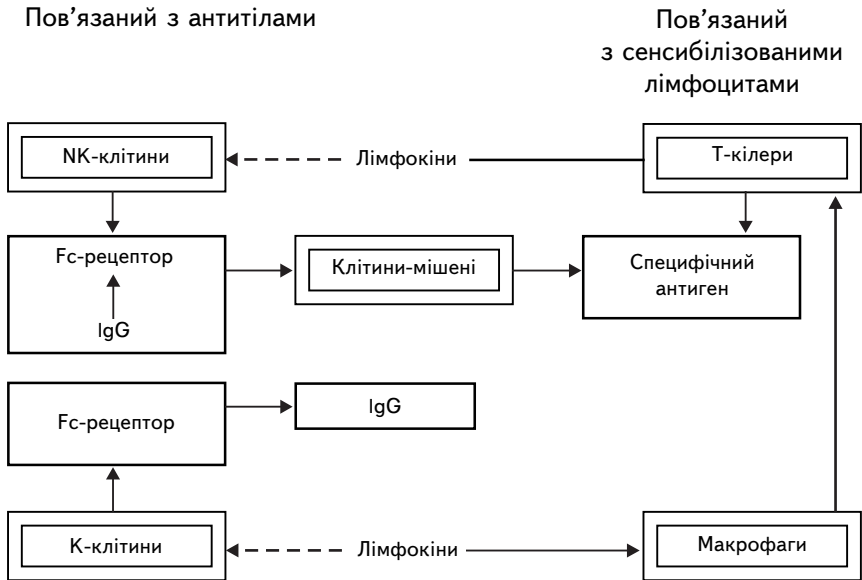 Пов’язаний з антитілами
Пов’язаний
з сенсибілізованими
лімфоцитами
NK-клітини
Лімфокіни
Т-кілери
Fc-рецептор
IgG
Клітини-мішені
Специфічний
антиген
Fc-рецептор
IgG
К-клітини
Лімфокіни
Макрофаги